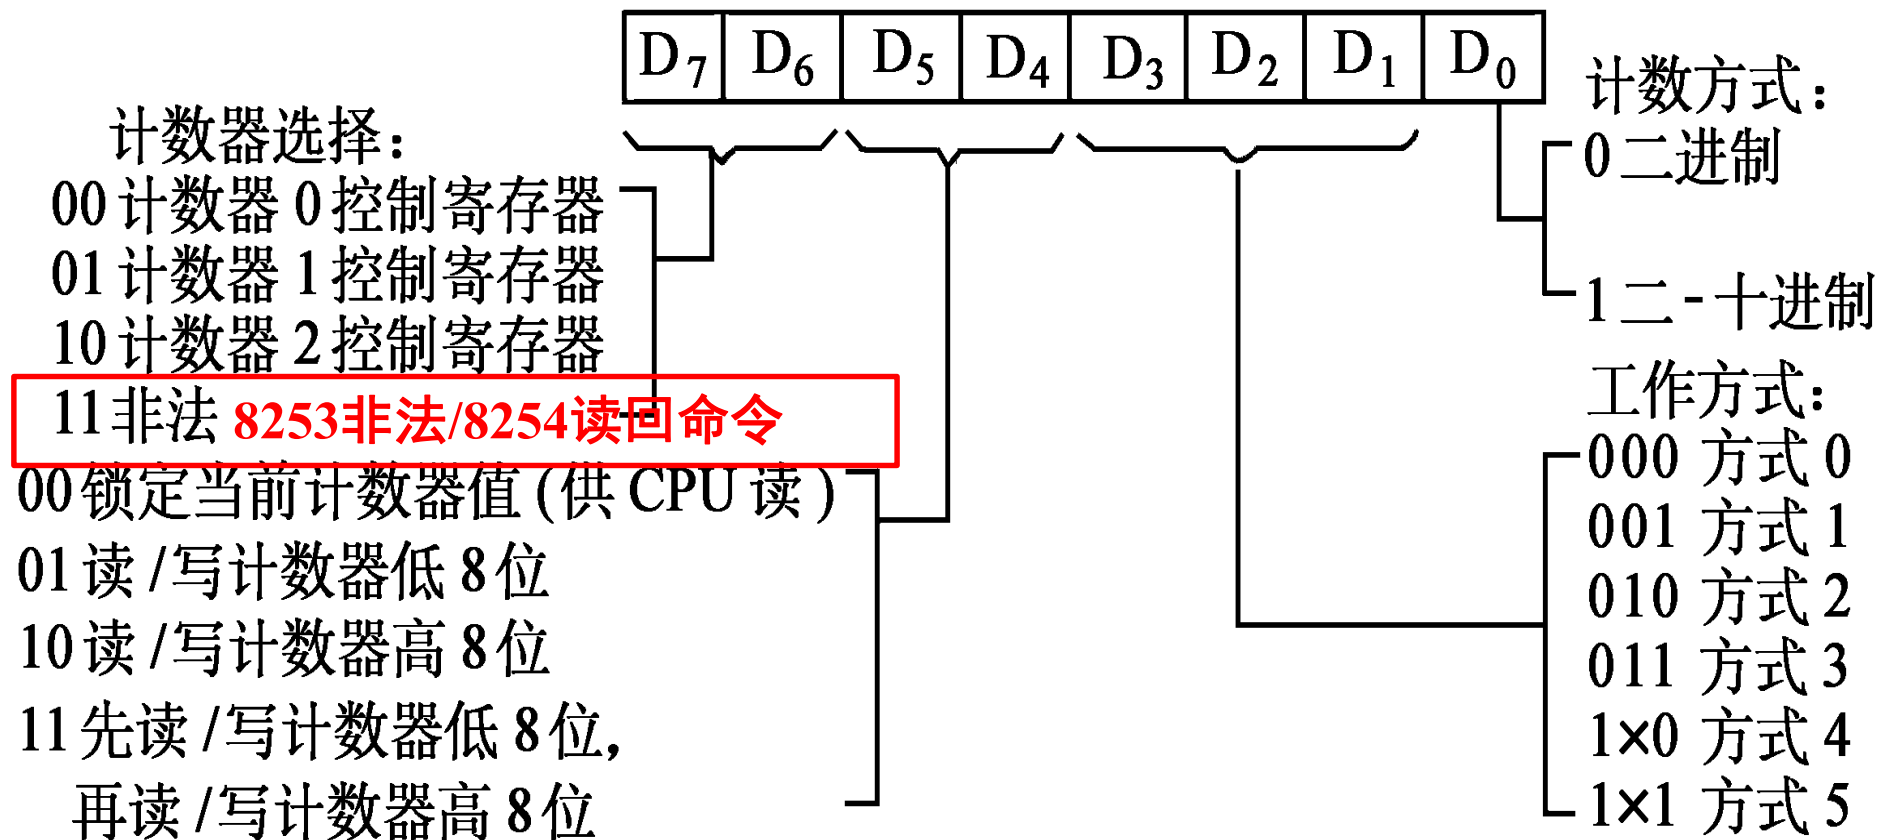 D7 D6 D5 D4 D3 D2 D1 D0
计数器选择：
00 计数器 0 控制寄存器
01 计数器 1 控制寄存器
10 计数器 2 控制寄存器
11 非法 8253非法/8254读回命令
00 锁定当前计数器值 (供 CPU 读 )
01 读 /写计数器低 8 位
10 读 /写计数器高 8 位
11 先读 /写计数器低 8 位,
再读 /写计数器高 8 位
计数方式：
0 二进制
1 二 - 十进制
工作方式：
000 方式 0
001 方式 1
010 方式 2
011 方式 3
1×0 方式 4
1×1 方式 5